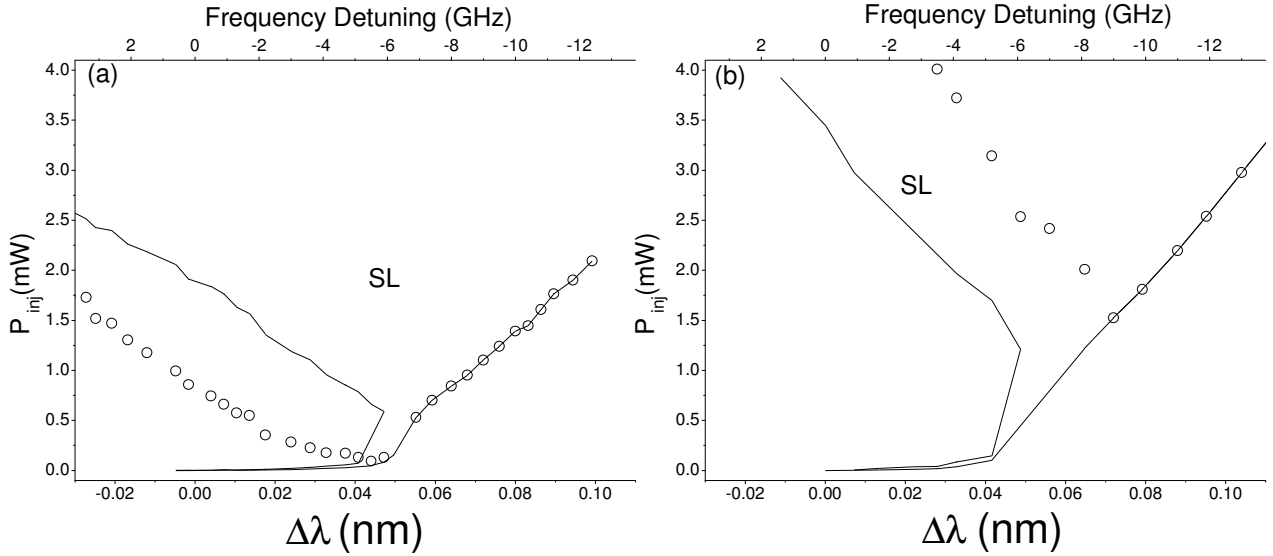 Frequency Detuning (GHz)
2 0 -2 -4 -6 -8 -10 -12
(a)
4.0
3.5
3.0
2.5
2.0
1.5
1.0
0.5
0.0
P_inj(mW)
SL
-0.02 0.00 0.02 0.04 0.06 0.08 0.10
Δλ (nm)
Frequency Detuning (GHz)
2 0 -2 -4 -6 -8 -10 -12
(b)
4.0
3.5
3.0
2.5
2.0
1.5
1.0
0.5
0.0
P_inj(mW)
SL
-0.02 0.00 0.02 0.04 0.06 0.08 0.10
Δλ (nm)